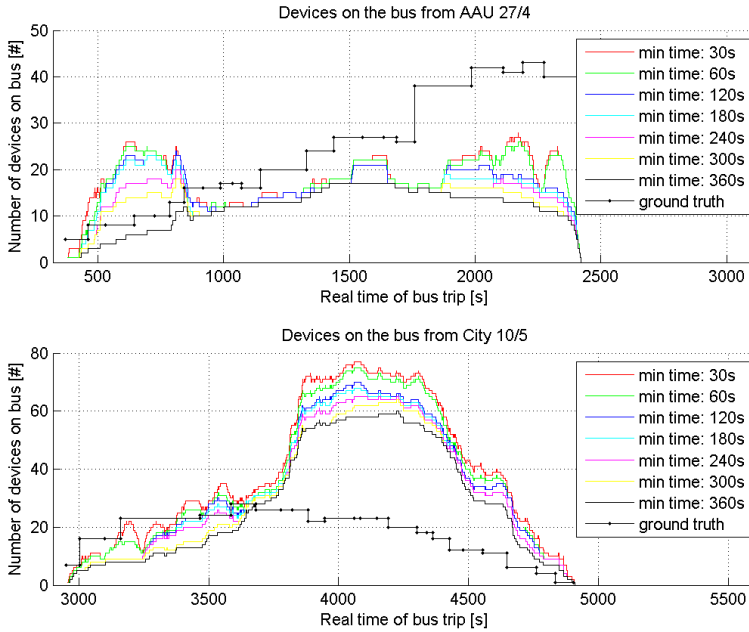 Devices on the bus from AAU 27/4
Number of devices on bus [#]
50
40
30
20
10
0
500
1000
1500
2000
2500
3000
Real time of bus trip [s]
min time: 30s
min time: 60s
min time: 120s
min time: 180s
min time: 240s
min time: 300s
min time: 360s
ground truth
Devices on the bus from City 10/5
Number of devices on bus [#]
80
60
40
20
0
3000
3500
4000
4500
5000
5500
Real time of bus trip [s]
min time: 30s
min time: 60s
min time: 120s
min time: 180s
min time: 240s
min time: 300s
min time: 360s
ground truth